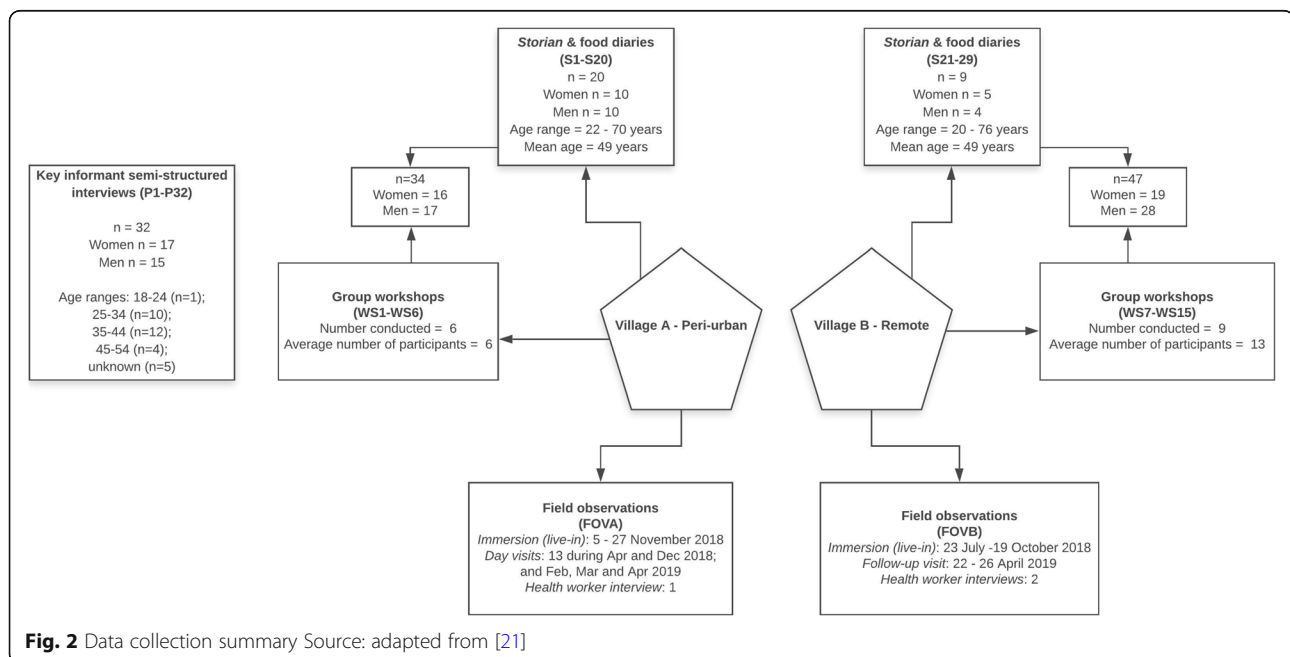 Storian & food diaries
(S1-S20)
n = 20
Women n = 10
Men n = 10
Age range = 22 - 70 years
Mean age = 49 years
Storian & food diaries
(S21-29)
n = 9
Women n = 5
Men n = 4
Age range = 20 - 76 years
Mean age = 49 years
Key informant semi-structured
interviews (P1-P32)
n = 32
Women n = 17
Men n = 15
Age ranges: 18-24 (n=1);
25-34 (n=10);
35-44 (n=12);
45-54 (n=4);
unknown (n=5)
n=34
Women = 16
Men = 17
n=47
Women = 19
Men = 28
Group workshops
(WS1-WS6)
Number conducted = 6
Average number of participants = 6
Village A - Peri-urban
Village B - Remote
Group workshops
(WS7-WS15)
Number conducted = 9
Average number of participants = 13
Field observations
(FOVA)
Immersion (live-in): 5 - 27 November 2018
Day visits: 13 during Apr and Dec 2018;
and Feb, Mar and Apr 2019
Health worker interview: 1
Field observations
(FOVB)
Immersion (live-in): 23 July -19 October 2018
Follow-up visit: 22 - 26 April 2019
Health worker interviews: 2
Fig. 2 Data collection summary Source: adapted from [21]